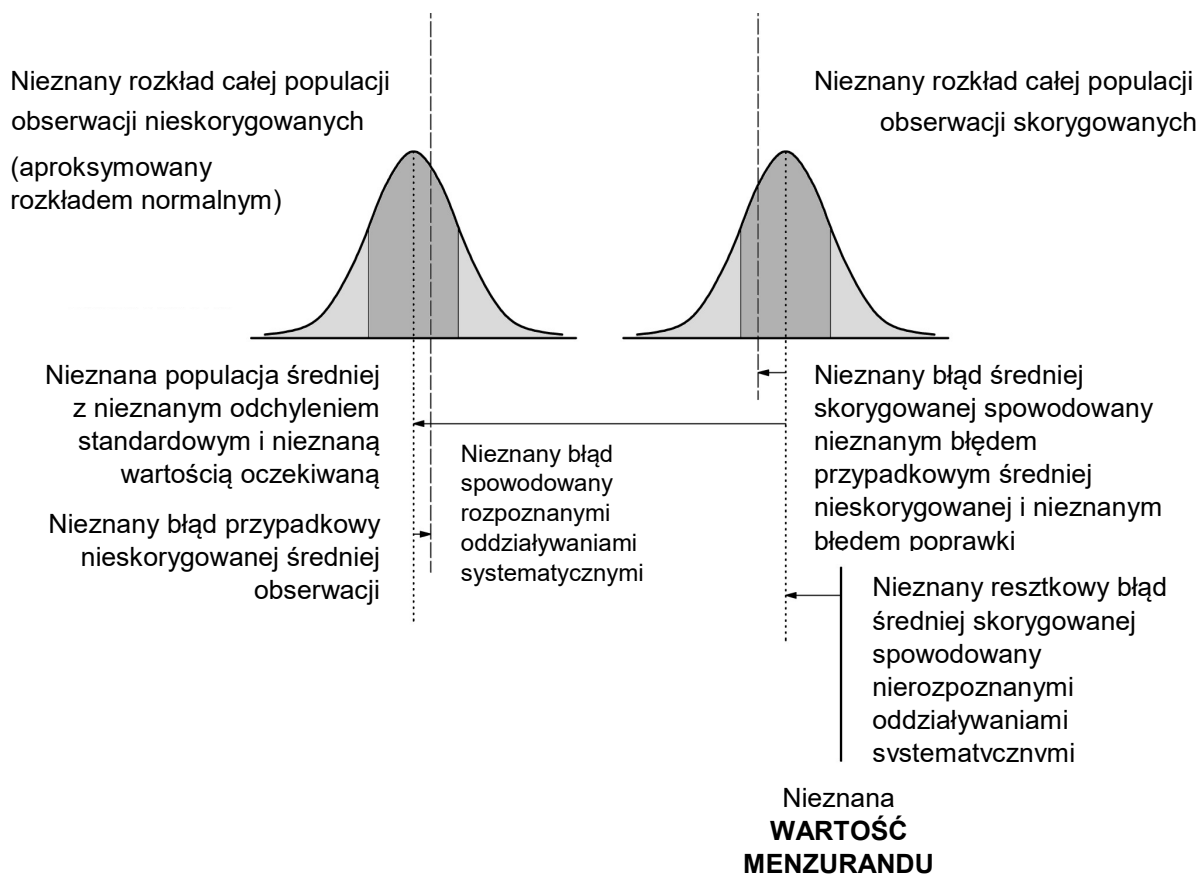 Nieznany rozkład całej populacji
obserwacji nieskorygowanych
(aproksymowany
rozkładem normalnym)
Nieznany rozkład całej populacji
obserwacji skorygowanych
Nieznana populacja średniej
z nieznanym odchyleniem
standardowym i nieznaną
wartością oczekiwaną
Nieznany błąd przypadkowy
nieskorygowanej średniej
obserwacji
Nieznany błąd
spowodowany
rozpoznanymi
oddziaływaniami
systematycznymi
Nieznany błąd średniej
skorygowanej spowodowany
nieznanym błędem
przypadkowym średniej
nieskorygowanej i nieznanym
błędem poprawki
Nieznany resztkowy błąd
średniej skorygowanej
spowodowany
nierozpoznanymi
oddziaływaniami
systematycznymi
Nieznana
WARTOŚĆ
MENZURANDU